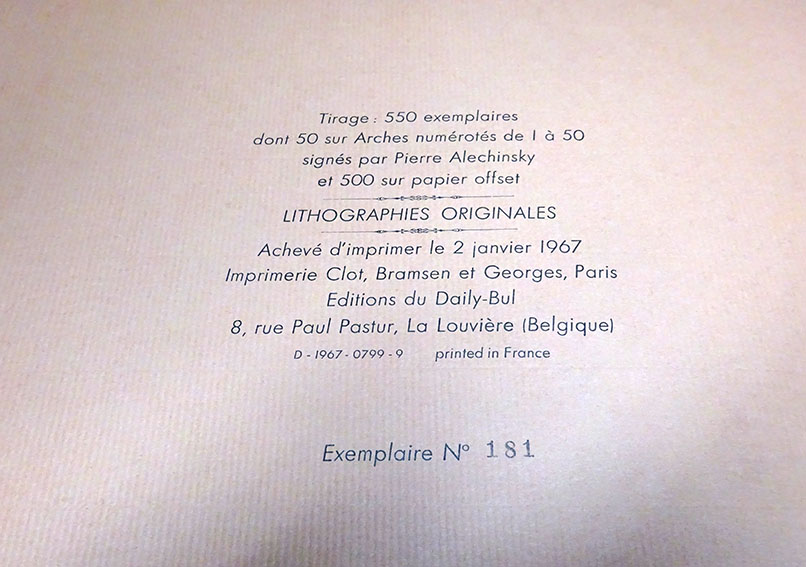 Tirage : 550 exemplaires
dont 50 sur Arches numérotés de 1 à 50
signés par Pierre Alechinsky
et 500 sur papier offset
LITHOGRAPHIES ORIGINALES
Achevé d'imprimer le 2 janvier 1967
Imprimerie Clot, Bramsen et Georges, Paris
Editions du Daily-Bul
8, rue Paul Pastur, La Louvière (Belgique)
D - 1967 - 0799 - 9 printed in France
Exemplaire Nº 181